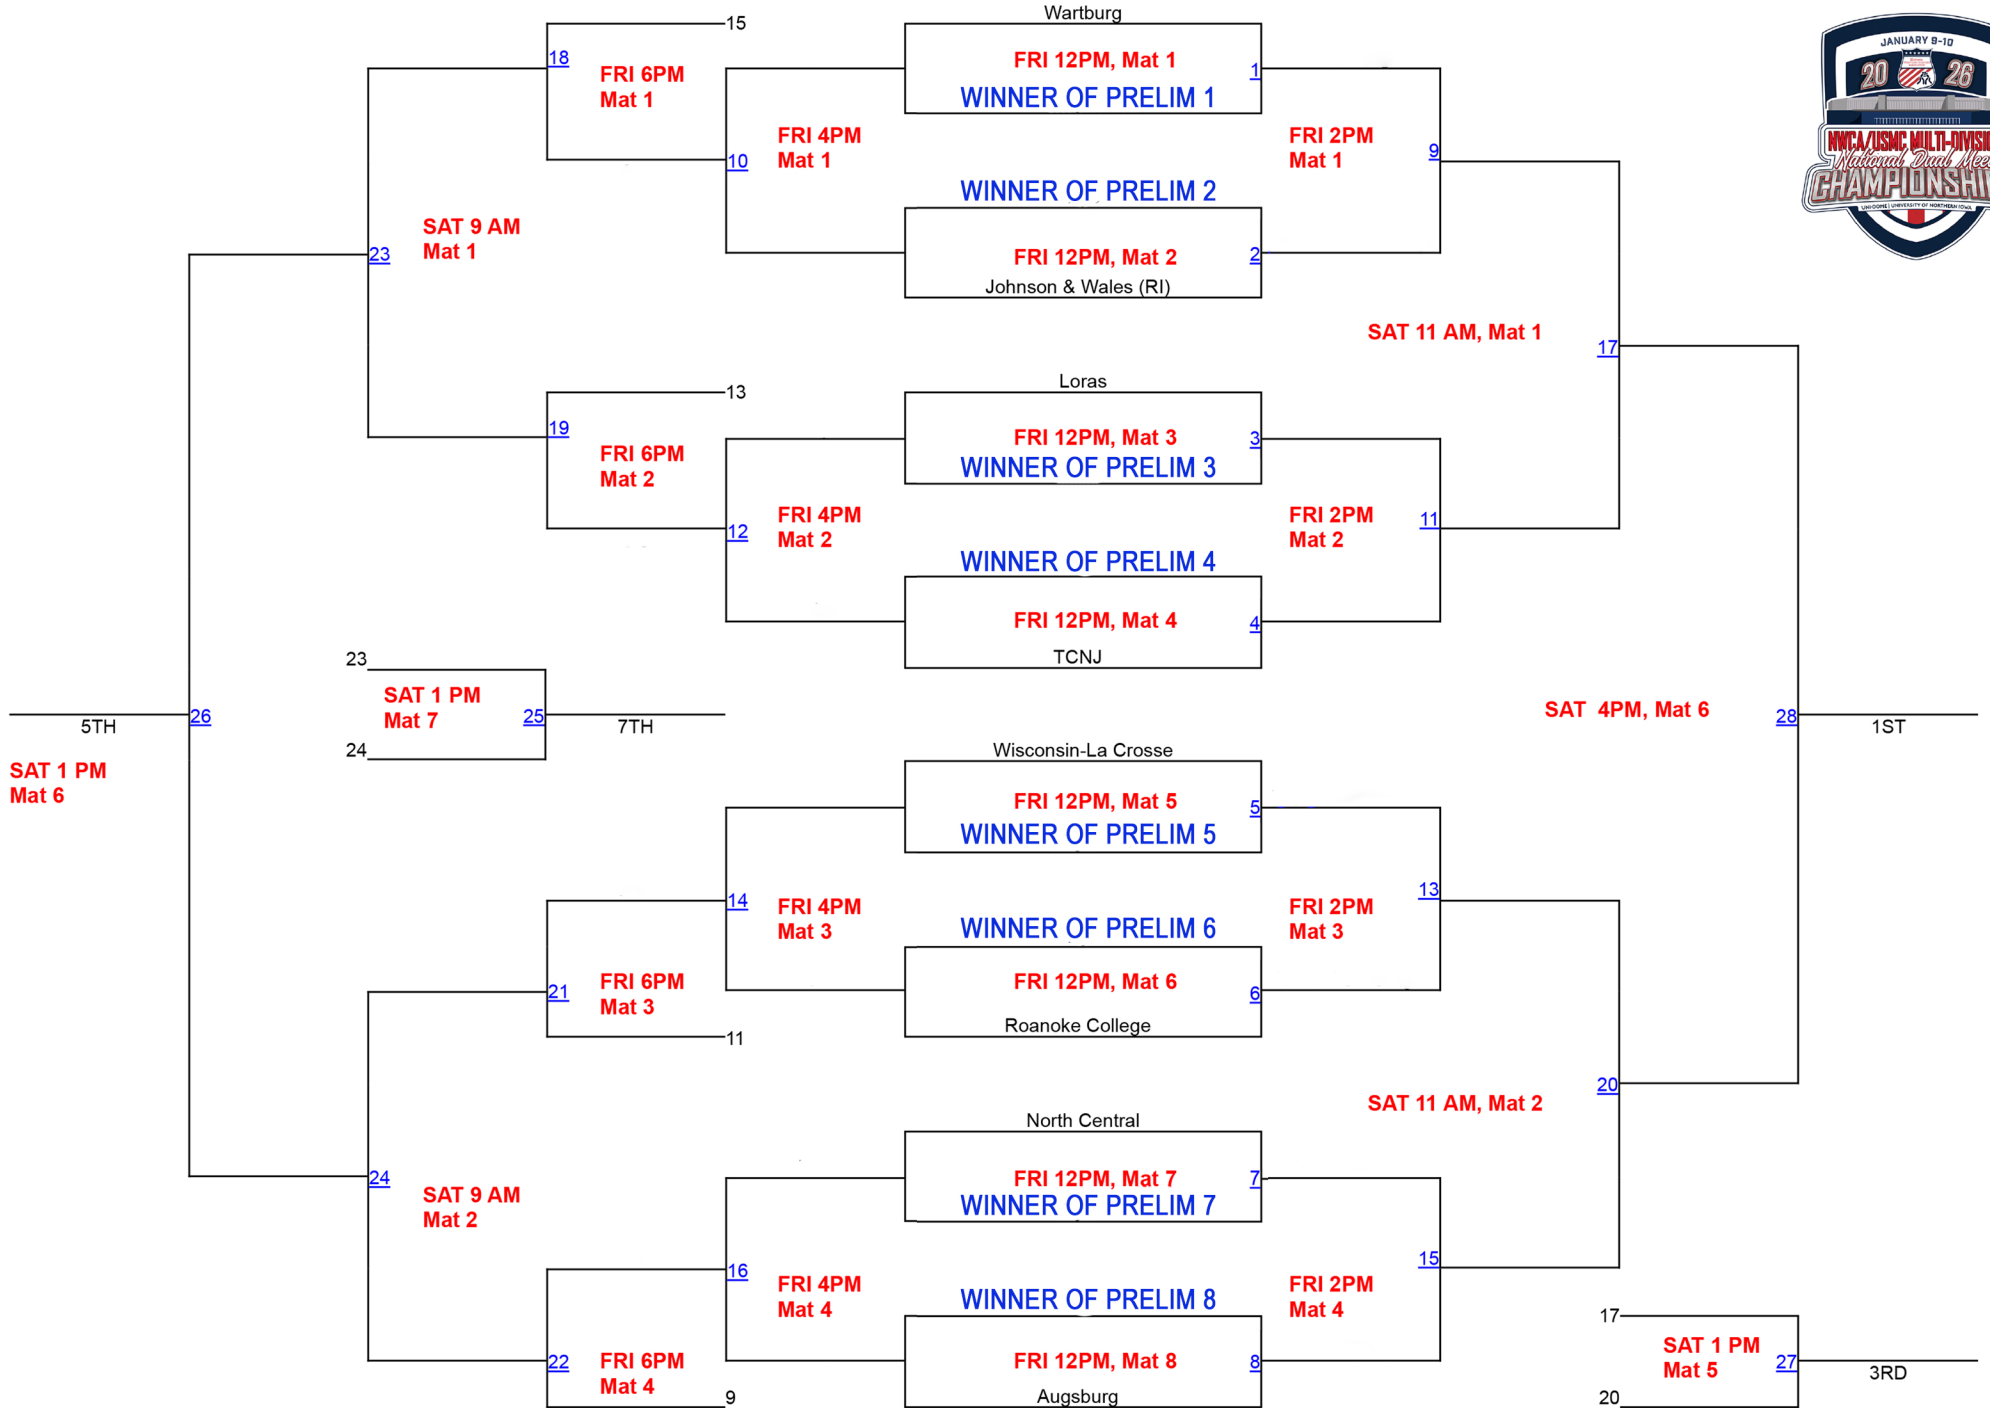 Wartburg
15
FRI 12PM, Mat 1
1
18
FRI 6PM
Mat 1
WINNER OF PRELIM 1
FRI 4PM
Mat 1
10
FRI 2PM
Mat 1
9
WINNER OF PRELIM 2
SAT 9 AM
Mat 1
23
FRI 12PM, Mat 2
2
Johnson & Wales (RI)
JANUARY 9-10
20 26
NWCA/USMC MULTI-DIVISI
National Dual Mee
CHAMPIONSHI
UNI-DOME | UNIVERSITY OF NORTHERN IOWA
SAT 11 AM, Mat 1
17
Loras
13
19
FRI 12PM, Mat 3
3
FRI 6PM
Mat 2
WINNER OF PRELIM 3
FRI 4PM
Mat 2
12
FRI 2PM
Mat 2
11
WINNER OF PRELIM 4
FRI 12PM, Mat 4
4
TCNJ
23
SAT 1 PM
Mat 7
25
7TH
24
26
5TH
SAT 1 PM
Mat 6
SAT  4PM, Mat 6
28
1ST
Wisconsin-La Crosse
FRI 12PM, Mat 5
5
WINNER OF PRELIM 5
14
FRI 4PM
Mat 3
FRI 2PM
Mat 3
13
WINNER OF PRELIM 6
FRI 12PM, Mat 6
6
21
FRI 6PM
Mat 3
Roanoke College
11
SAT 11 AM, Mat 2
20
North Central
FRI 12PM, Mat 7
7
WINNER OF PRELIM 7
24
SAT 9 AM
Mat 2
16
FRI 4PM
Mat 4
FRI 2PM
Mat 4
15
WINNER OF PRELIM 8
22
FRI 6PM
Mat 4
FRI 12PM, Mat 8
8
Augsburg
9
17
SAT 1 PM
Mat 5
27
3RD
20